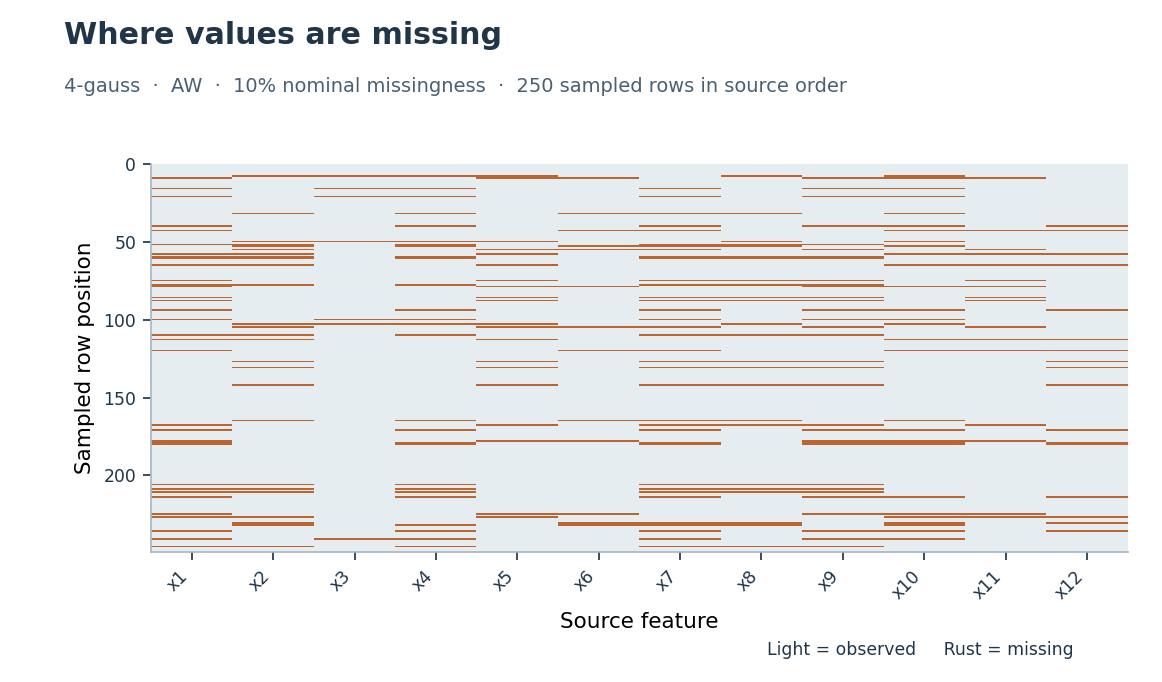 Where values are missing
4-gauss · AW · 10% nominal missingness · 250 sampled rows in source order
0
50
100
150
200
Sampled row position
x1 x2 x3 x4 x5 x6 x7 x8 x9 x10 x11 x12
Source feature
Light = observed Rust = missing